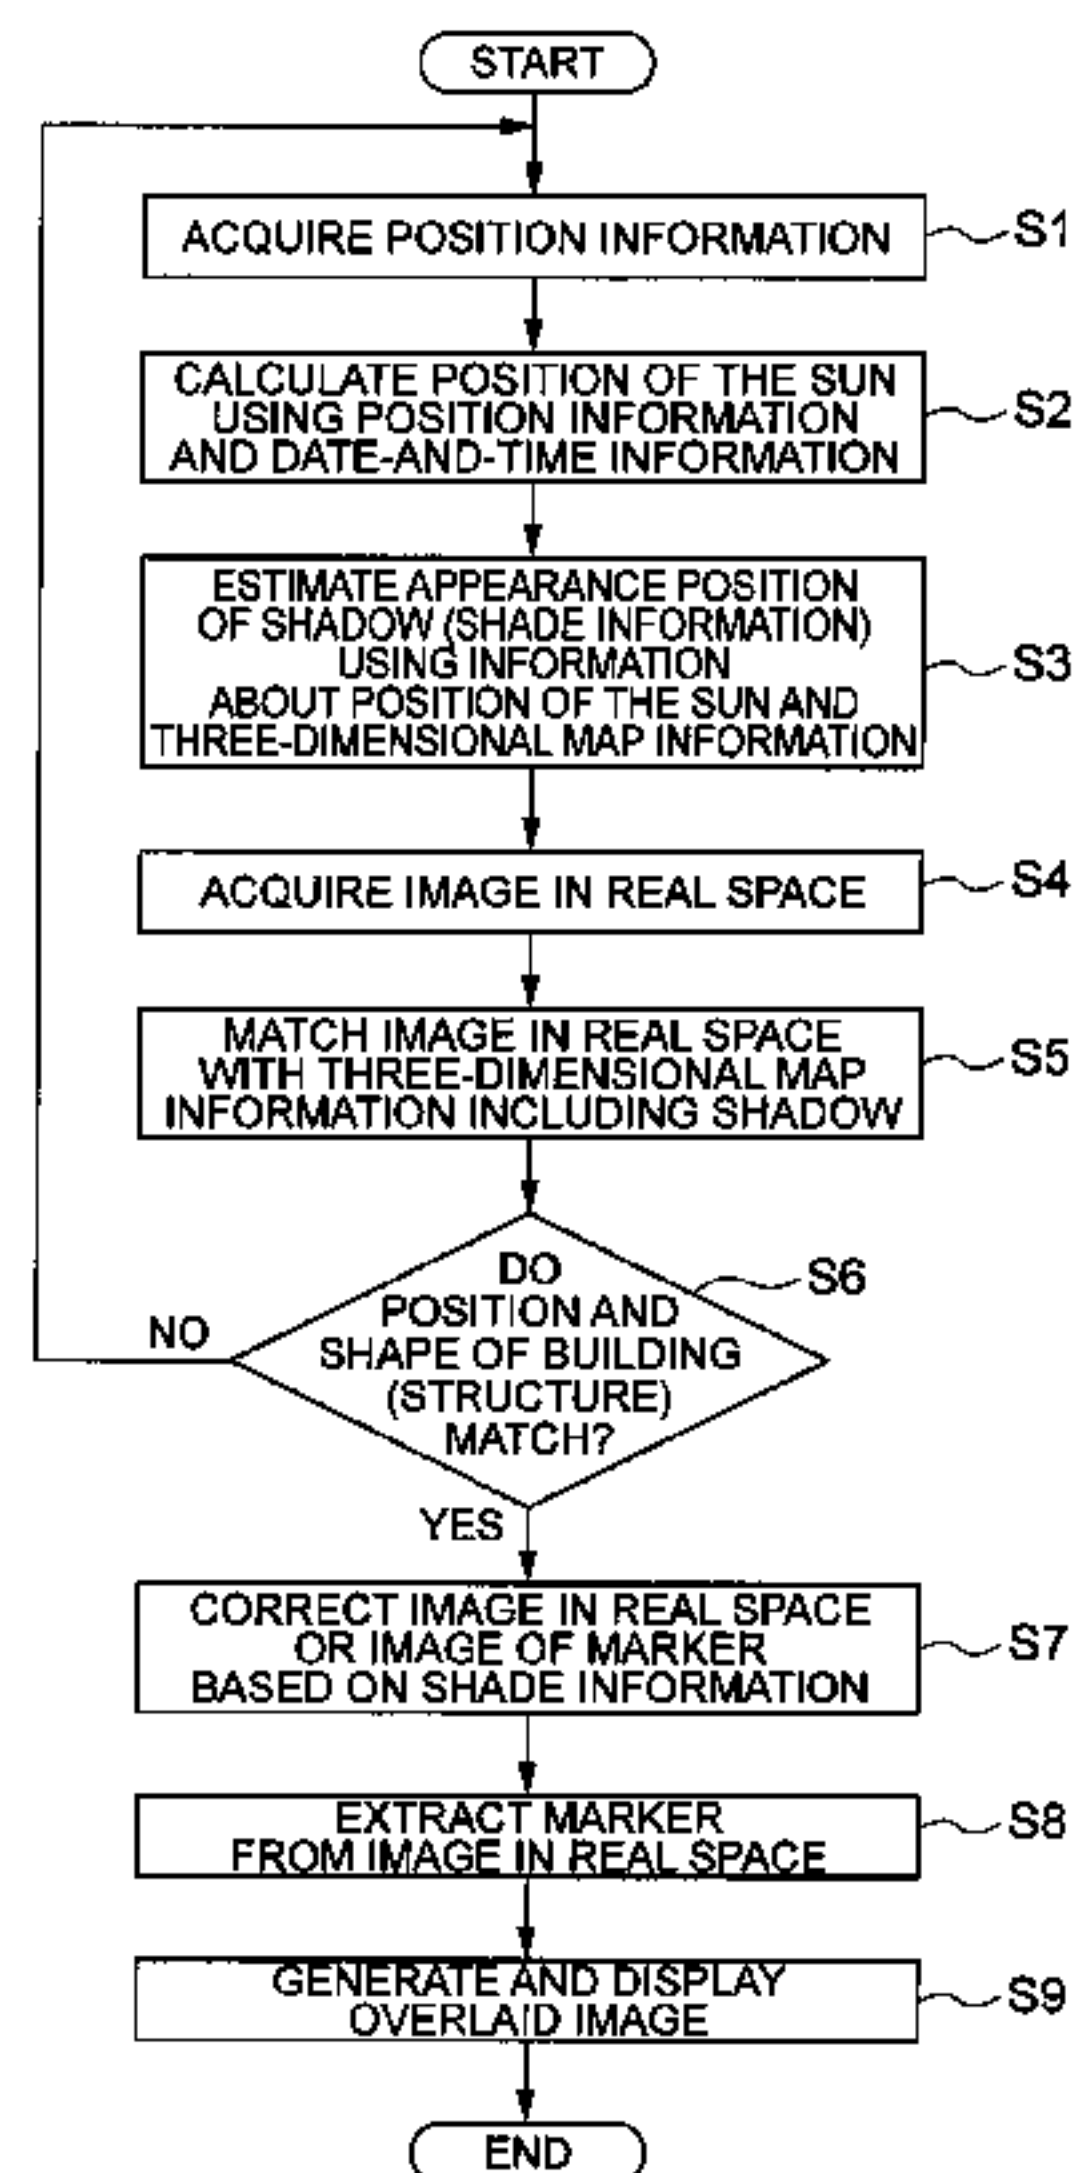 START
ACQUIRE POSITION INFORMATION
S1
CALCULATE POSITION OF THE SUN
USING POSITION INFORMATION
AND DATE-AND-TIME INFORMATION
S2
ESTIMATE APPEARANCE POSITION
OF SHADOW (SHADE INFORMATION)
USING INFORMATION
ABOUT POSITION OF THE SUN AND
THREE-DIMENSIONAL MAP INFORMATION
S3
ACQUIRE IMAGE IN REAL SPACE
S4
MATCH IMAGE IN REAL SPACE
WITH THREE-DIMENSIONAL MAP
INFORMATION INCLUDING SHADOW
S5
DO
POSITION AND
SHAPE OF BUILDING
(STRUCTURE)
MATCH?
S6
NO
YES
CORRECT IMAGE IN REAL SPACE
OR IMAGE OF MARKER
BASED ON SHADE INFORMATION
S7
EXTRACT MARKER
FROM IMAGE IN REAL SPACE
S8
GENERATE AND DISPLAY
OVERLAID IMAGE
S9
END